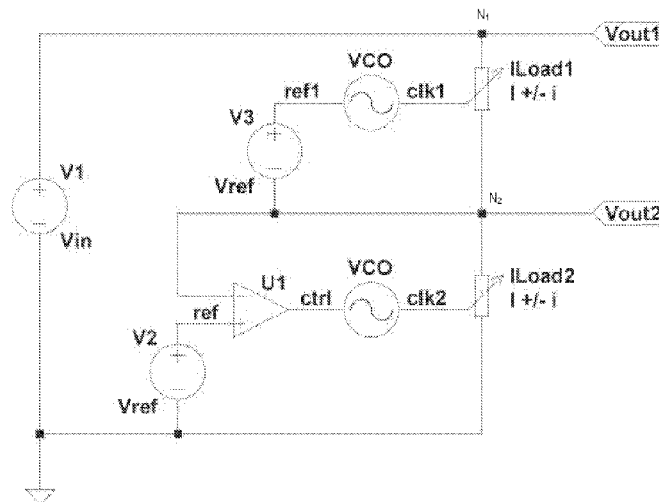 N1
Vout1
VCO
ILoad1
I +/- i
ref1
clk1
V3
V1
Vref
N2
Vout2
Vin
VCO
ILoad2
I +/- i
U1
ref
ctrl
clk2
V2
Vref